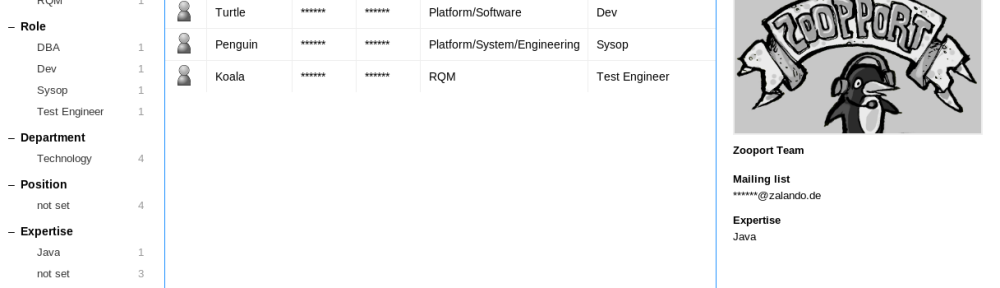 RQM 1
– Role
DBA 1
Dev 1
Sysop 1
Test Engineer 1
– Department
Technology 4
– Position
not set 4
– Expertise
Java 1
not set 3
Turtle ****** ****** Platform/Software Dev
Penguin ****** ****** Platform/System/Engineering Sysop
Koala ****** ****** RQM Test Engineer
ZOOPPORT
Zooport Team
Mailing list
******@zalando.de
Expertise
Java